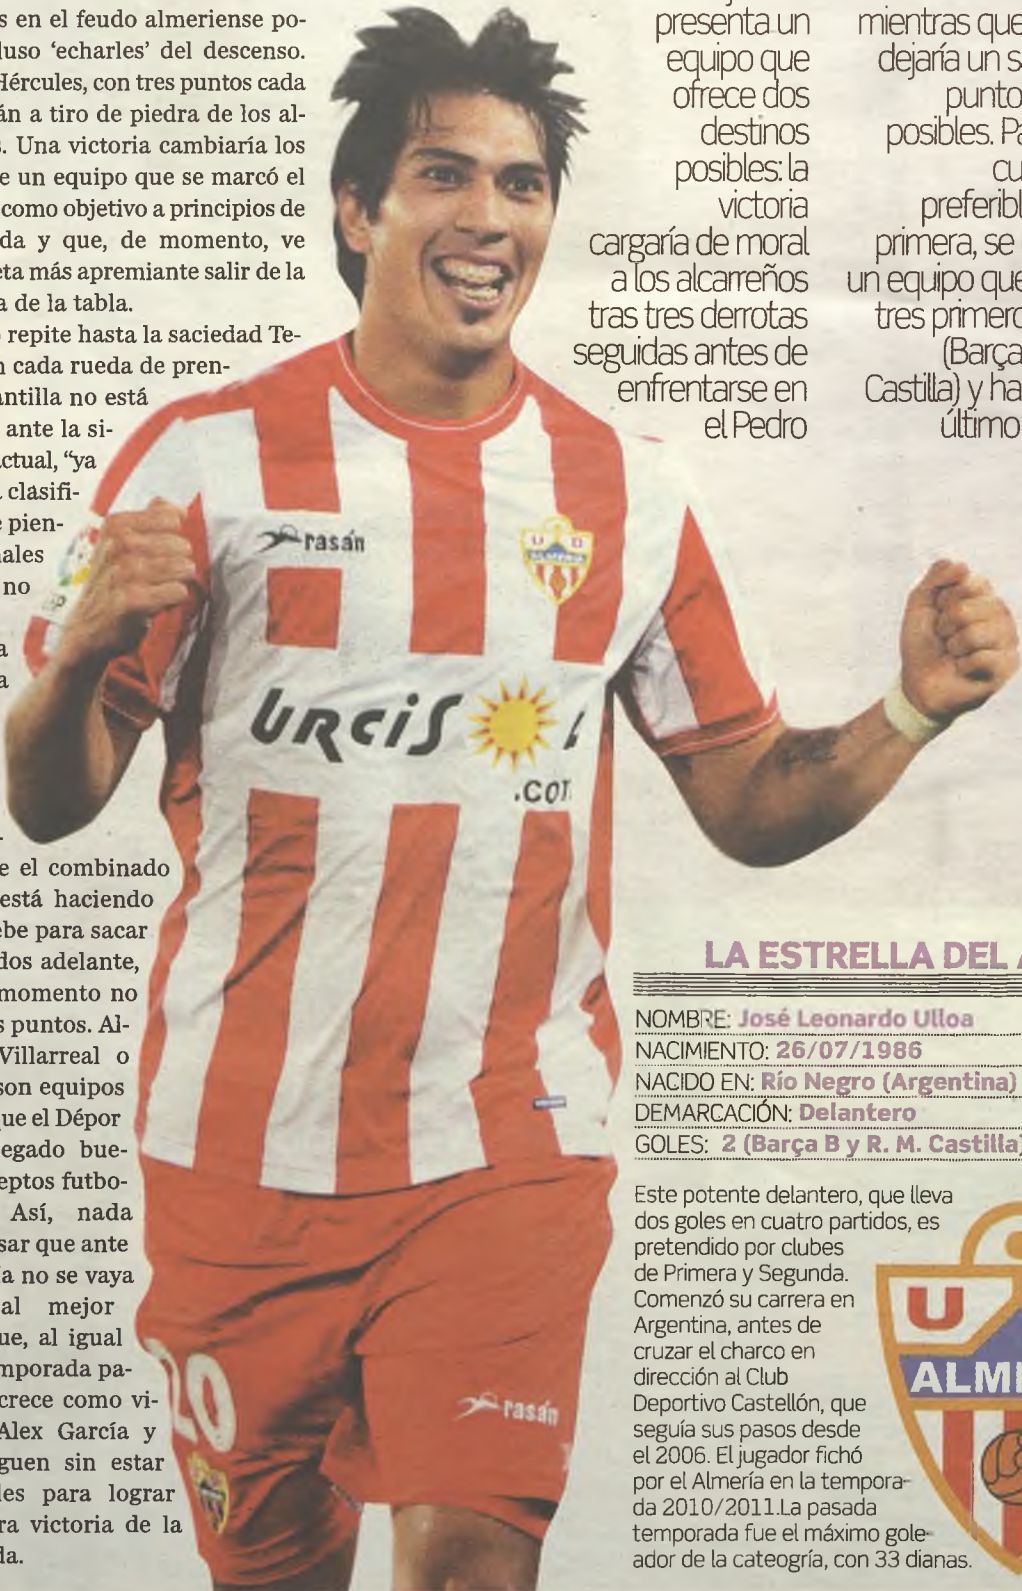 s en el feudo almeriense po-
luso ‘echarles’ del descenso.
Hércules, con tres puntos cada
án a tiro de piedra de los al-
s. Una victoria cambiaría los
e un equipo que se marcó el
como objetivo a principios de
da y que, de momento, ve
eta más apremiante salir de la
a de la tabla.
repite hasta la saciedad Te-
n cada rueda de pren-
antilla no está
ante la si-
ctual, “ya
clasifi-
e pien-
nales
no
a
a
e el combinado
está haciendo
ebe para sacar
dos adelante,
momento no
s puntos. Al-
Villarreal o
son equipos
que el Dépor
egado bue-
eptos futbo-
Así, nada
sar que ante
ía no se vaya
al mejor
ue, al igual
mporada pa-
crece como vi-
Alex García y
guen sin estar
les para lograr
ra victoria de la
da.
presenta un
equipo que
ofrece dos
destinos
posibles: la
victoria
cargaría de moral
a los alcarreños
tras tres derrotas
seguidas antes de
enfrentarse en
el Pedro
mientras que
dejaría un s
punto
posibles. Pa
cu
preferibl
primera, se
un equipo que
tres primero
(Barça
Castilla) y ha
último
rasán
U D
ALMERIA
URCIS
.COM
20
rasán
LA ESTRELLA DEL A
NOMBRE: José Leonardo Ulloa
NACIMIENTO: 26/07/1986
NACIDO EN: Río Negro (Argentina)
DEMARCACIÓN: Delantero
GOLES: 2 (Barça B y R. M. Castilla)
Este potente delantero, que lleva
dos goles en cuatro partidos, es
pretendido por clubes
de Primera y Segunda.
Comenzó su carrera en
Argentina, antes de
cruzar el charco en
dirección al Club
Deportivo Castellón, que
seguía sus pasos desde
el 2006. El jugador fichó
por el Almería en la tempora-
da 2010/2011.La pasada
temporada fue el máximo gole-
ador de la cateogría, con 33 dianas.
U
ALME